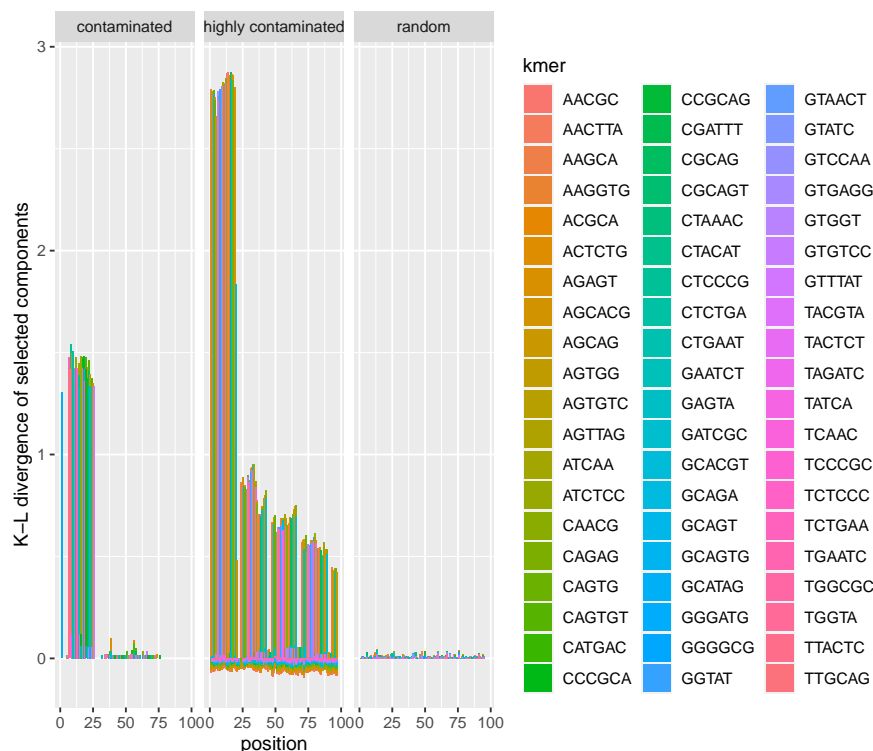 contaminated highly contaminated random
K−L divergence of selected components
3
2
1
0
0 25 50 75 100 0 25 50 75 100 0 25 50 75 100
position
kmer
AACGC CCGCAG GTAACT
AACTTA CGATTT GTATC
AAGCA CGCAG GTCCAA
AAGGTG CGCAGT GTGAGG
ACGCA CTAAAC GTGGT
ACTCTG CTACAT GTGTCC
AGAGT CTCCCG GTTTAT
AGCACG CTCTGA TACGTA
AGCAG CTGAAT TACTCT
AGTGG GAATCT TAGATC
AGTGTC GAGTA TATCA
AGTTAG GATCGC TCAAC
ATCAA GCACGT TCCCGC
ATCTCC GCAGA TCTCCC
CAACG GCAGT TCTGAA
CAGAG GCAGTG TGAATC
CAGTG GCATAG TGGCGC
CAGTGT GGGATG TGGTA
CATGAC GGGGCG TTACTC
CCCGCA GGTAT TTGCAG